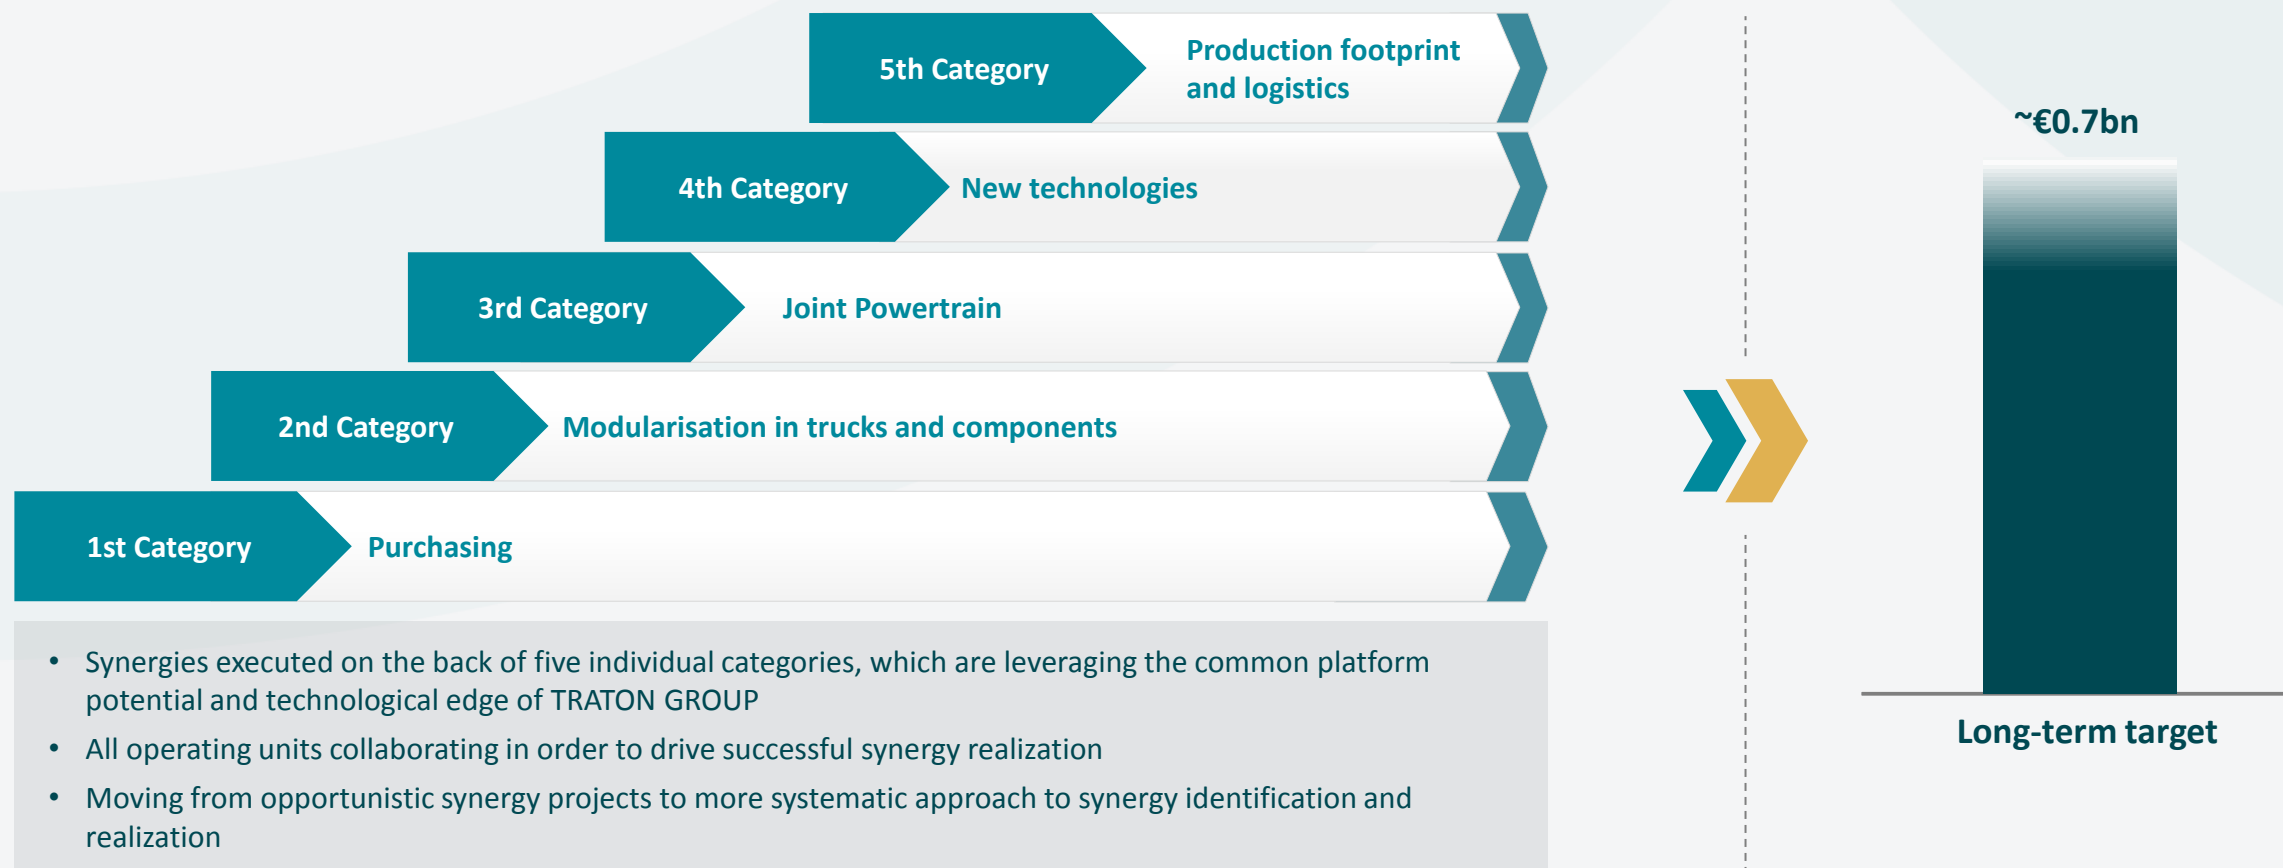 5th Category
Production footprint
and logistics
4th Category
New technologies
3rd Category
Joint Powertrain
2nd Category
Modularisation in trucks and components
1st Category
Purchasing
• Synergies executed on the back of five individual categories, which are leveraging the common platform
potential and technological edge of TRATON GROUP
• All operating units collaborating in order to drive successful synergy realization
• Moving from opportunistic synergy projects to more systematic approach to synergy identification and
realization
~€0.7bn
Long-term target